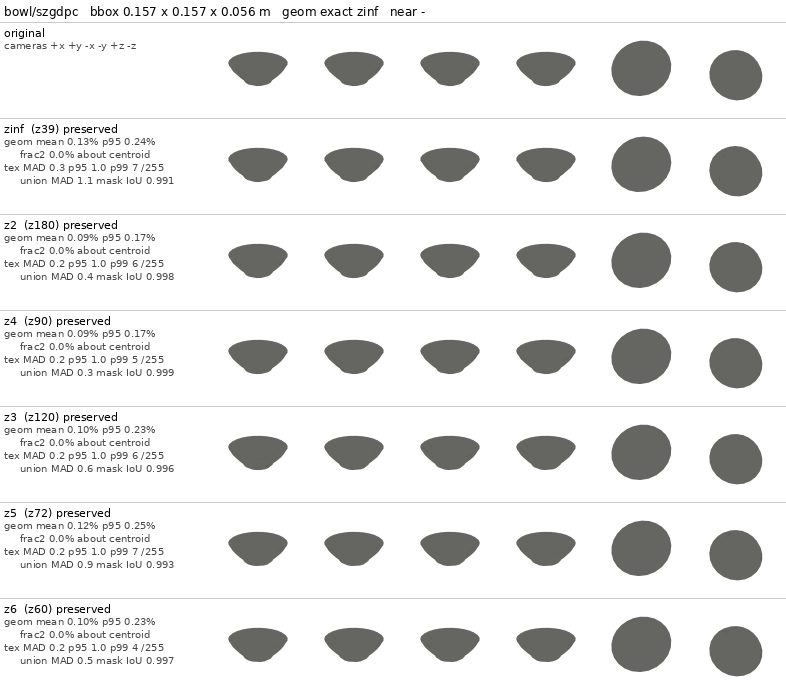 bowl/szgdpc bbox 0.157 x 0.157 x 0.056 m geom exact zinf near -
original
cameras +x +y -x -y +z -z
zinf (z39) preserved
geom mean 0.13% p95 0.24%
frac2 0.0% about centroid
tex MAD 0.3 p95 1.0 p99 7 /255
union MAD 1.1 mask IoU 0.991
z2 (z180) preserved
geom mean 0.09% p95 0.17%
frac2 0.0% about centroid
tex MAD 0.2 p95 1.0 p99 6 /255
union MAD 0.4 mask IoU 0.998
z4 (z90) preserved
geom mean 0.09% p95 0.17%
frac2 0.0% about centroid
tex MAD 0.2 p95 1.0 p99 5 /255
union MAD 0.3 mask IoU 0.999
z3 (z120) preserved
geom mean 0.10% p95 0.23%
frac2 0.0% about centroid
tex MAD 0.2 p95 1.0 p99 6 /255
union MAD 0.6 mask IoU 0.996
z5 (z72) preserved
geom mean 0.12% p95 0.25%
frac2 0.0% about centroid
tex MAD 0.2 p95 1.0 p99 7 /255
union MAD 0.9 mask IoU 0.993
z6 (z60) preserved
geom mean 0.10% p95 0.23%
frac2 0.0% about centroid
tex MAD 0.2 p95 1.0 p99 4 /255
union MAD 0.5 mask IoU 0.997